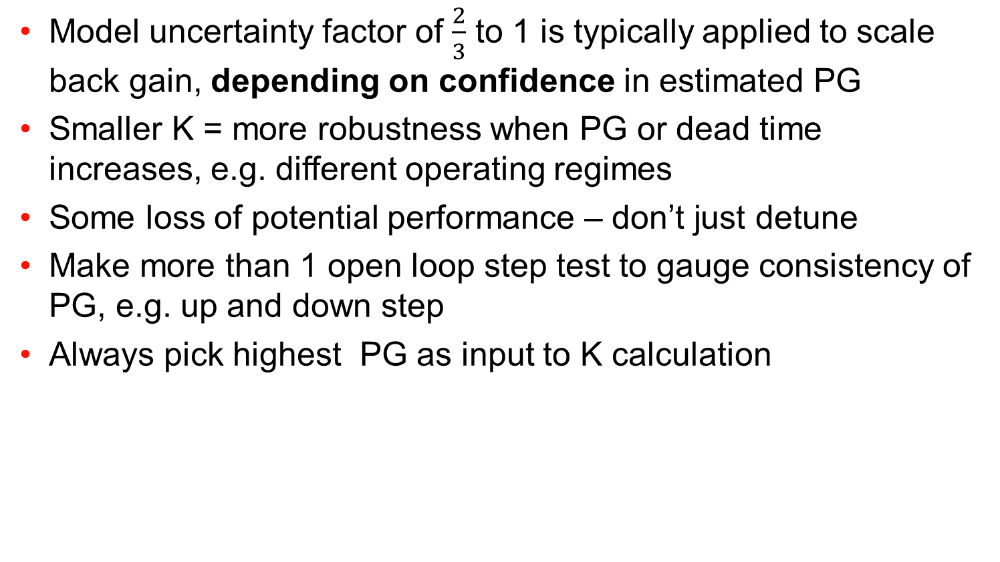 • Model uncertainty factor of 2/3 to 1 is typically applied to scale
back gain, depending on confidence in estimated PG
• Smaller K = more robustness when PG or dead time
increases, e.g. different operating regimes
• Some loss of potential performance – don’t just detune
• Make more than 1 open loop step test to gauge consistency of
PG, e.g. up and down step
• Always pick highest  PG as input to K calculation